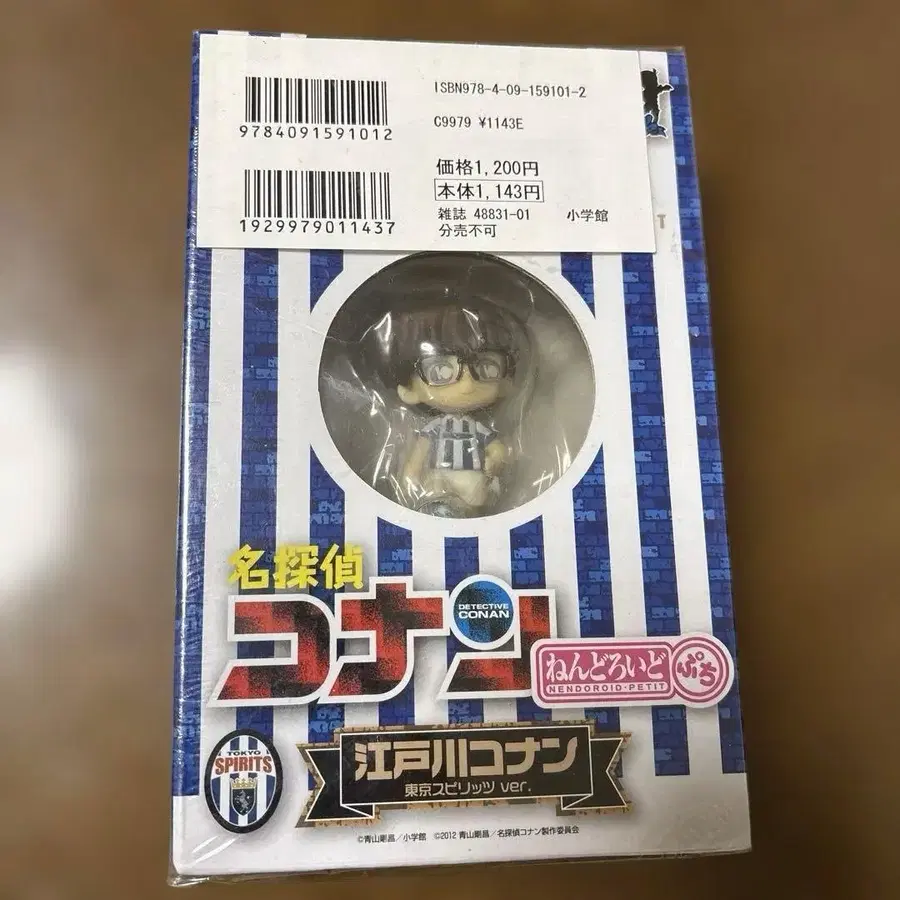 ISBN978-4-09-159101-2
9784091591012
C9979 ¥1143E
価格1,200円
本体1,143円
1929979011437
雑誌 48831-01 小学館
分売不可
T
名探偵
コナン
DETECTIVE
CONAN
ねんどろいど
ぷち
NENDOROID·PETIT
TOKYO
SPIRITS
江戸川コナン
東京スピリッツ ver.
©青山剛昌/小学館 ©2012 青山剛昌/名探偵コナン製作委員会